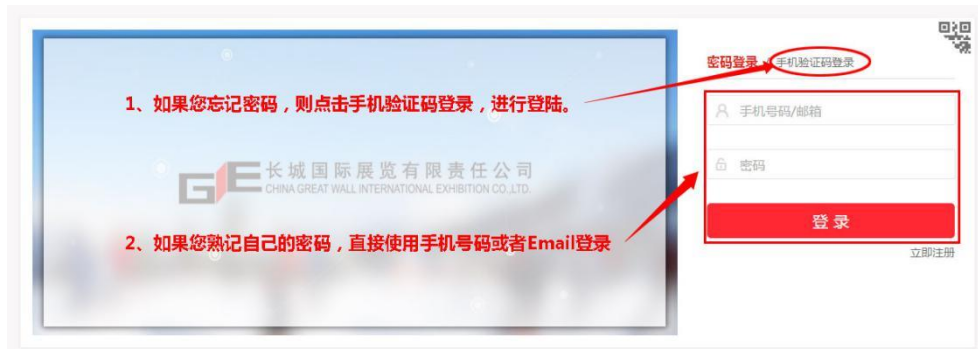 密码登录
手机验证码登录
1、如果您忘记密码，则点击手机验证码登录，进行登陆。
手机号码/邮箱
GE长城国际展览有限责任公司
CHINA GREAT WALL INTERNATIONAL EXHIBITION CO.,LTD.
密码
登录
2、如果您熟记自己的密码，直接使用手机号码或者Email登录
立即注册